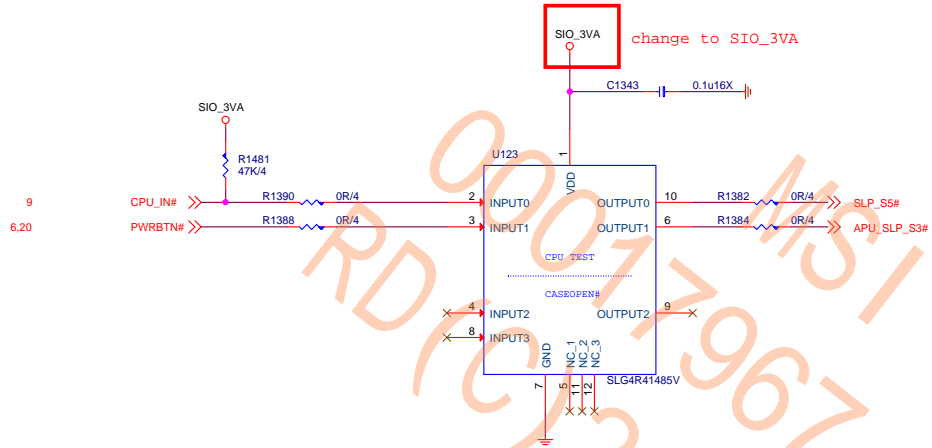 SIO_3VA
change to SIO_3VA
C1343
0.1u16X
SIO_3VA
R1481
47K/4
U123
1
VDD
9
CPU_IN#
R1390
0R/4
2
INPUT0
OUTPUT0
10
R1382
0R/4
SLP_S5#
6,20
PWRBTN#
R1388
0R/4
3
INPUT1
OUTPUT1
6
R1384
0R/4
APU_SLP_S3#
CPU TEST
CASEOPEN#
4
INPUT2
OUTPUT2
9
8
INPUT3
GND
NC_1
NC_2
NC_3
7
5
11
12
SLG4R41485V
MSI
00017967
RD(C)